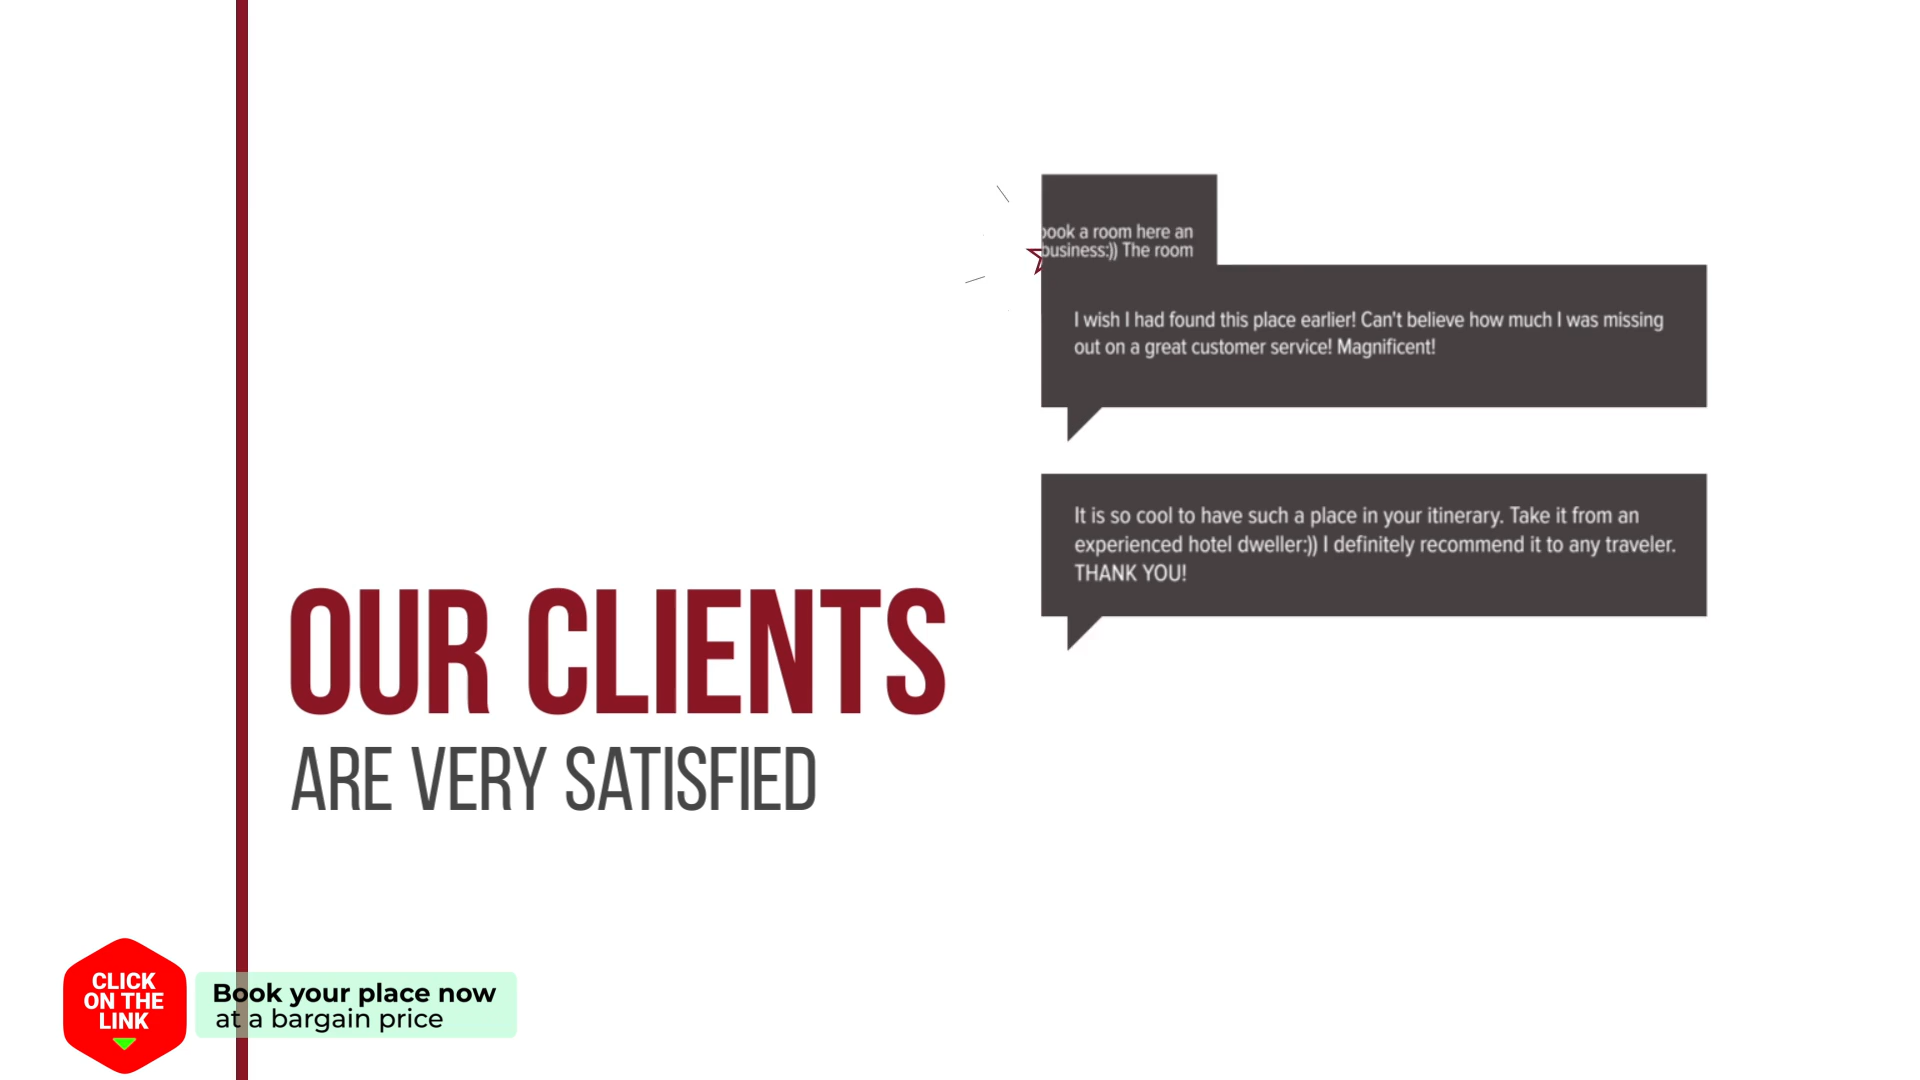 OUR CLIENTS
ARE VERY SATISFIED
book a room here an
business:)) The room
I wish I had found this place earlier! Can't believe how much I was missing
out on a great customer service! Magnificent!
It is so cool to have such a place in your itinerary. Take it from an
experienced hotel dweller:)) I definitely recommend it to any traveler.
THANK YOU!
CLICK
ON THE
LINK
Book your place now
at a bargain price